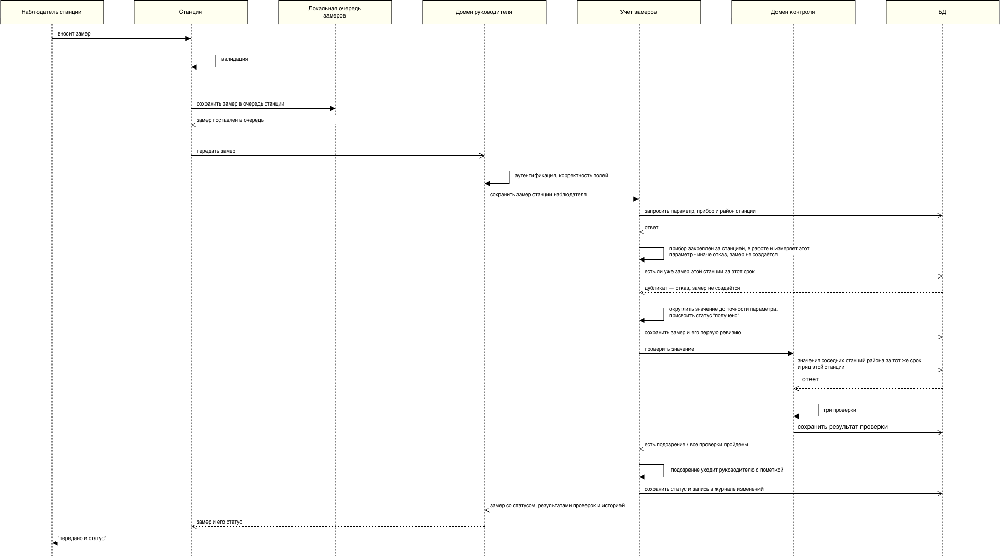 Наблюдатель станции
Станция
Локальная очередь
замеров
Домен руководителя
Учёт замеров
Домен контроля
БД
вносит замер
валидация
сохранить замер в очередь станции
замер поставлен в очередь
передать замер
аутентификация, корректность полей
сохранить замер станции наблюдателя
запросить параметр, прибор и район станции
ответ
прибор закреплён за станцией, в работе и измеряет этот
параметр - иначе отказ, замер не создаётся
есть ли уже замер этой станции за этот срок
дубликат — отказ, замер не создаётся
округлить значение до точности параметра,
присвоить статус "получено"
сохранить замер и его первую ревизию
проверить значение
значения соседних станций района за тот же срок
и ряд этой станции
ответ
три проверки
сохранить результат проверки
есть подозрение / все проверки пройдены
подозрение уходит руководителю с пометкой
сохранить статус и запись в журнале изменений
замер со статусом, результатами проверок и историей
замер и его статус
"передано и статус"